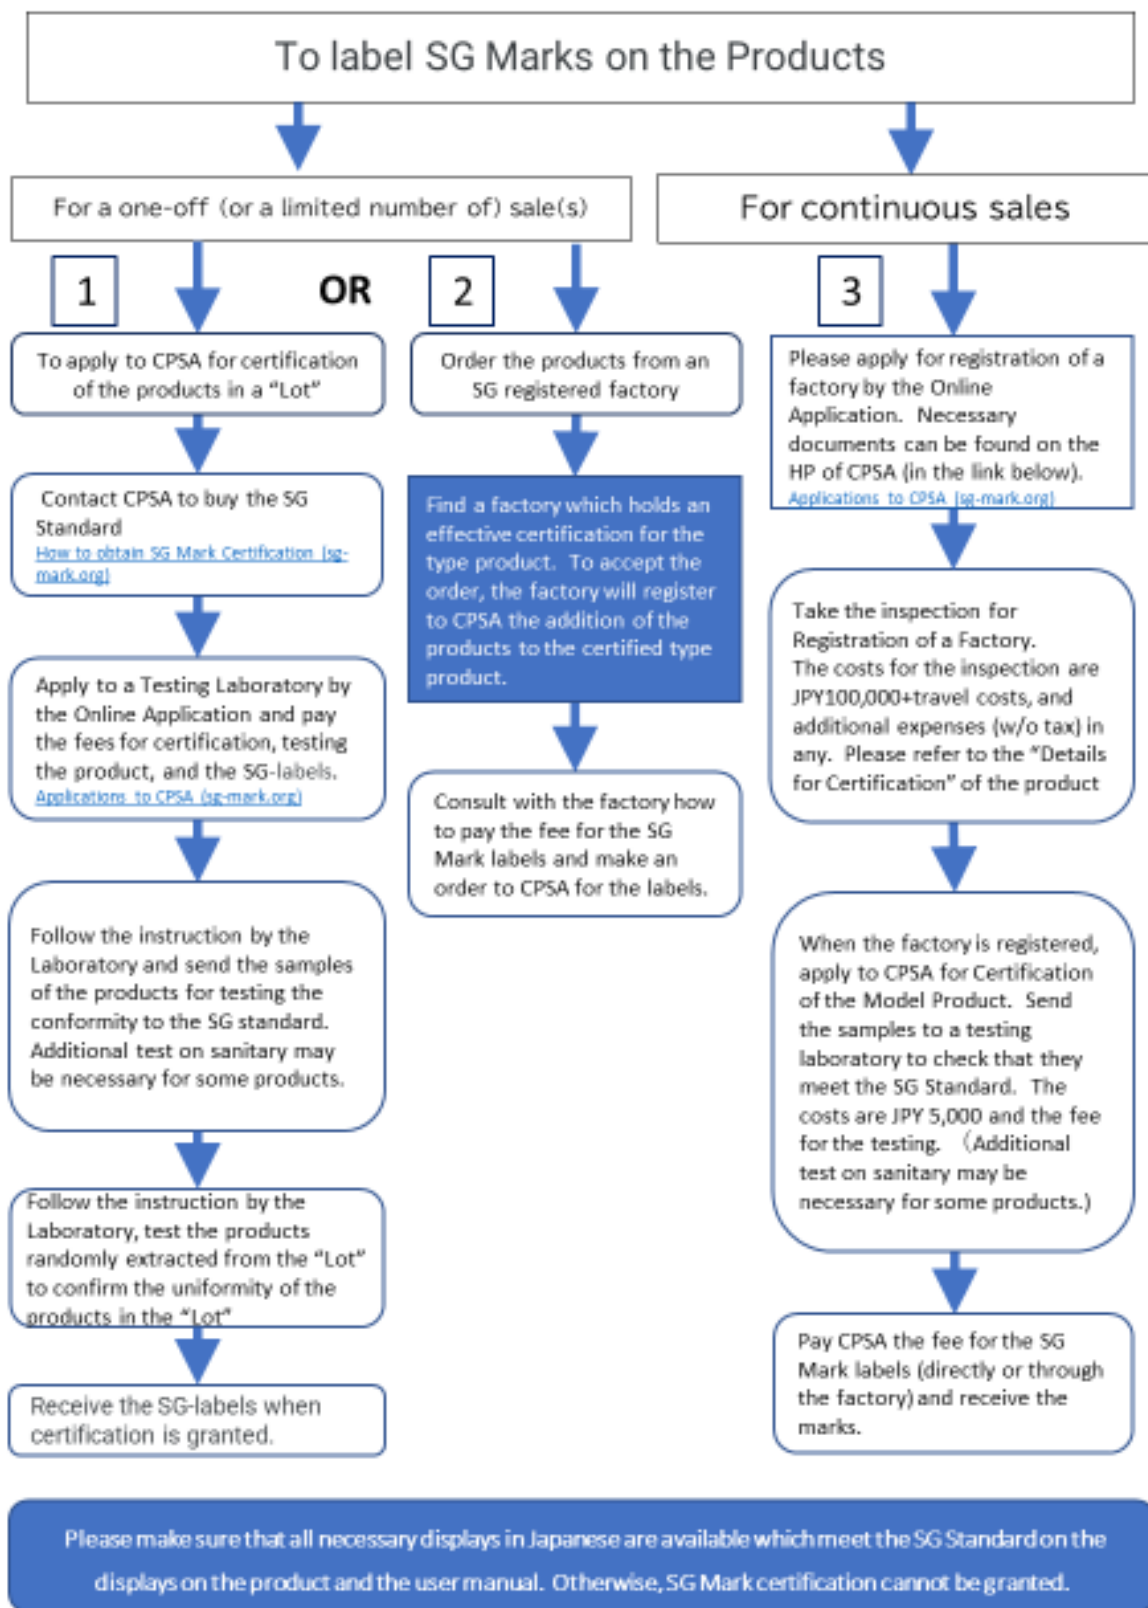 To label SG Marks on the Products
For a one-off (or a limited number of) sale(s)
For continuous sales
1
OR
2
3
To apply to CPSA for certification
of the products in a “Lot”
Contact CPSA to buy the SG
Standard
How to obtain SG Mark Certification (sg-
mark.org)
Apply to a Testing Laboratory by
the Online Application and pay
the fees for certification, testing
the product, and the SG-labels.
Applications to CPSA (sg-mark.org)
Follow the instruction by the
Laboratory and send the samples
of the products for testing the
conformity to the SG standard.
Additional test on sanitary may
be necessary for some products.
Follow the instruction by the
Laboratory, test the products
randomly extracted from the “Lot”
to confirm the uniformity of the
products in the “Lot”
Receive the SG-labels when
certification is granted.
Order the products from an
SG registered factory
Find a factory which holds an
effective certification for the
type product. To accept the
order, the factory will register
to CPSA the addition of the
products to the certified type
product.
Consult with the factory how
to pay the fee for the SG
Mark labels and make an
order to CPSA for the labels.
Please apply for registration of a
factory by the Online
Application. Necessary
documents can be found on the
HP of CPSA (in the link below).
Applications to CPSA (sg-mark.org)
Take the inspection for
Registration of a Factory.
The costs for the inspection are
JPY100,000+travel costs, and
additional expenses (w/o tax) in
any. Please refer to the “Details
for Certification” of the product
When the factory is registered,
apply to CPSA for Certification
of the Model Product. Send
the samples to a testing
laboratory to check that they
meet the SG Standard. The
costs are JPY 5,000 and the fee
for the testing. （Additional
test on sanitary may be
necessary for some products.)
Pay CPSA the fee for the SG
Mark labels (directly or through
the factory) and receive the
marks.
Please make sure that all necessary displays in Japanese are available which meet the SG Standard on the
displays on the product and the user manual. Otherwise, SG Mark certification cannot be granted.